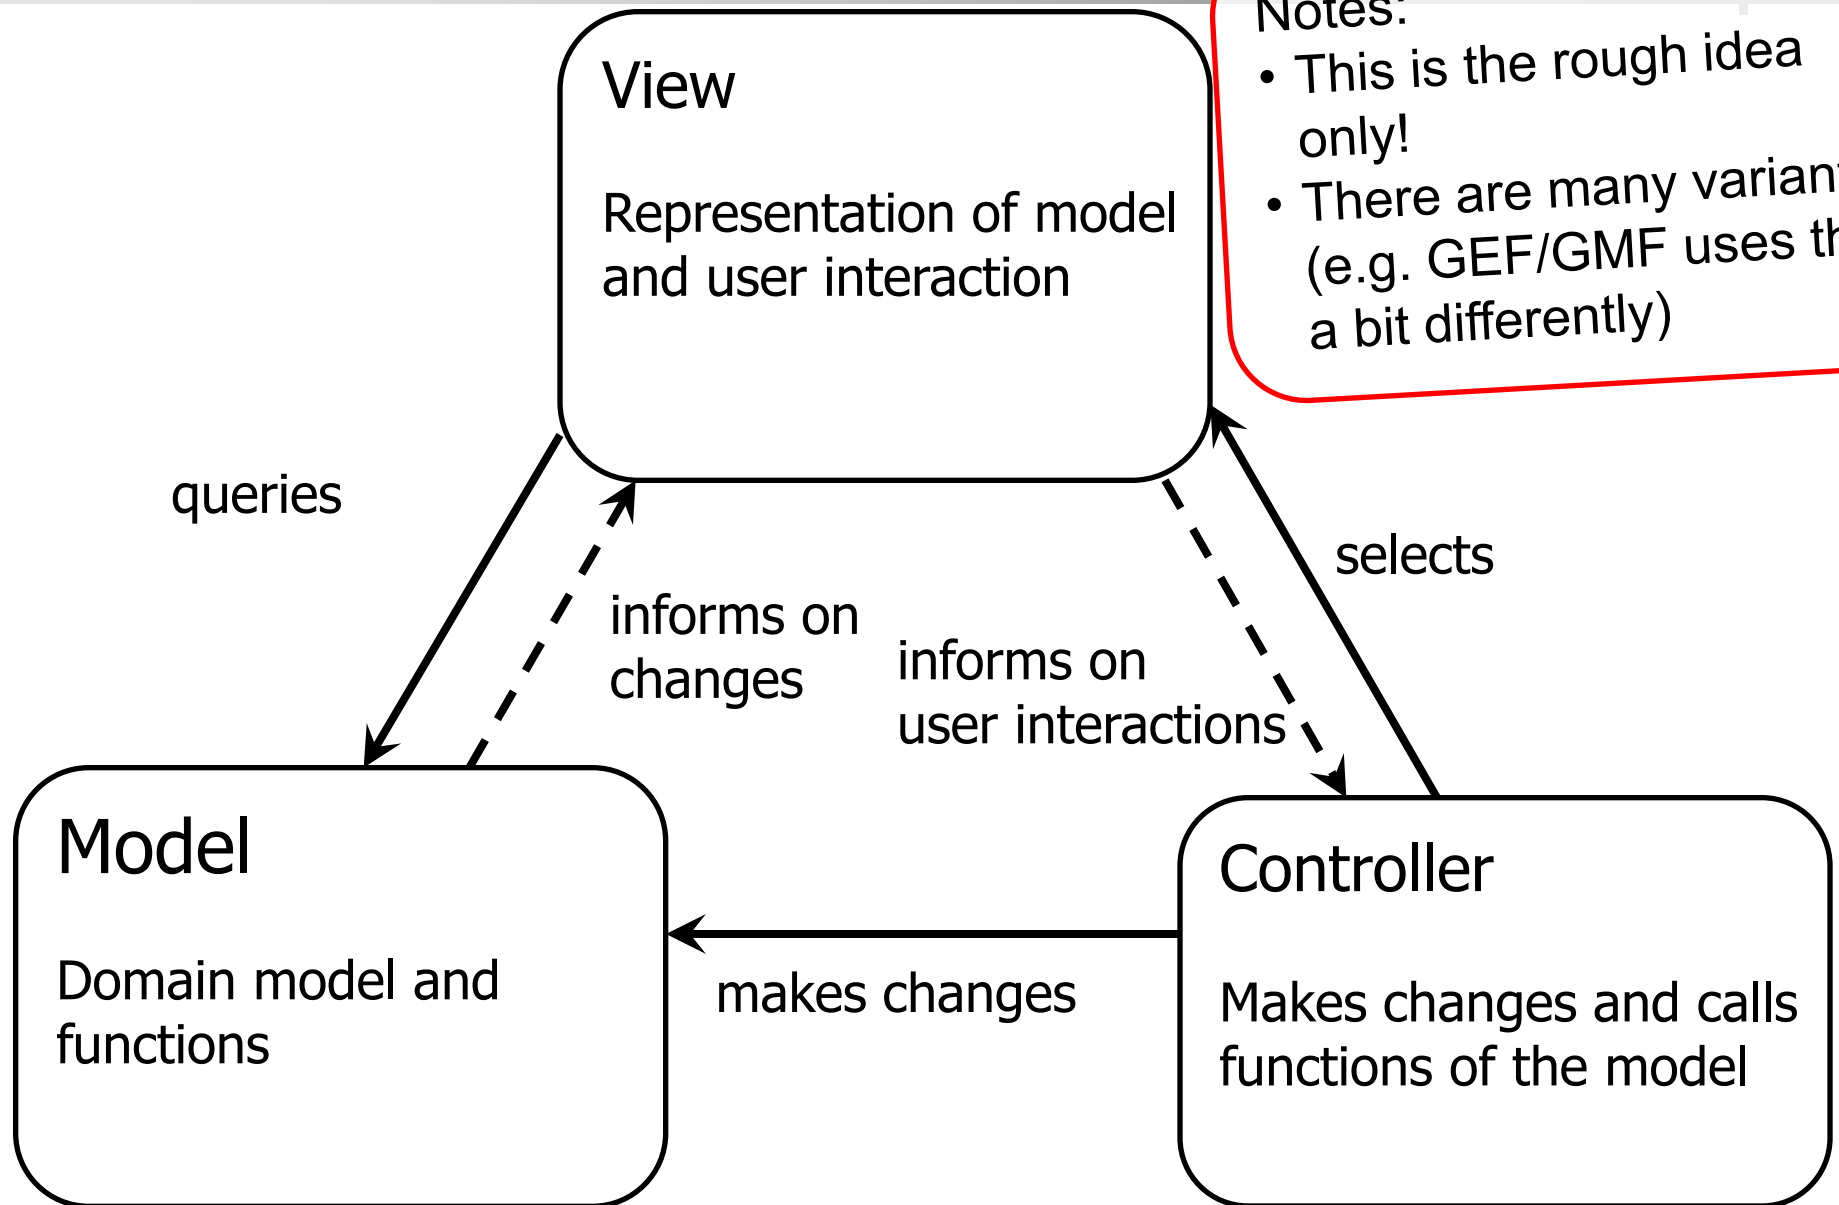 View
Representation of model
and user interaction
Notes:
• This is the rough idea
only!
• There are many
(e.g. GEF/GMF uses
a bit differently)
queries
selects
informs on
changes
informs on
user interactions
Model
Domain model and
functions
makes changes
Controller
Makes changes and calls
functions of the model